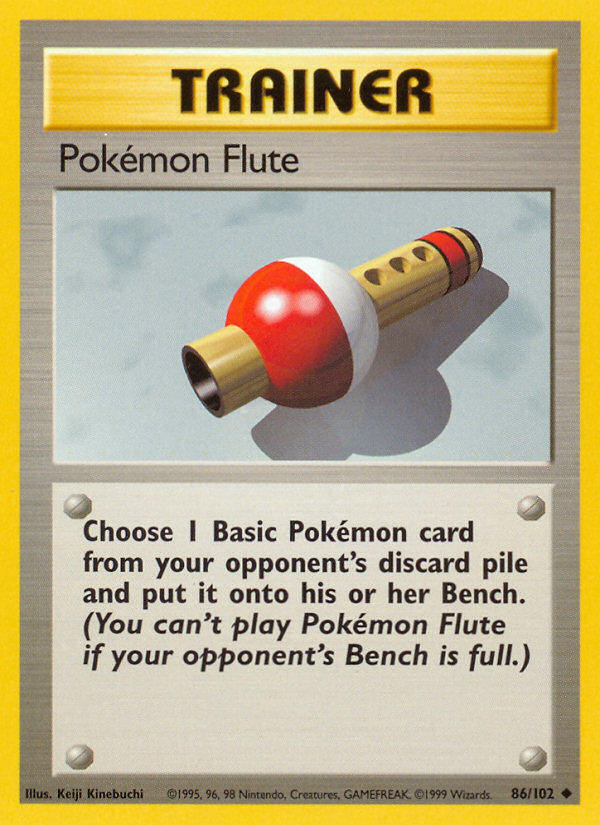 TRAINER
Pokémon Flute
Choose 1 Basic Pokémon card
from your opponent's discard pile
and put it onto his or her Bench.
(You can't play Pokémon Flute
if your opponent's Bench is full.)
Illus. Keiji Kinebuchi ©1995, 96, 98 Nintendo, Creatures, GAMEFREAK. ©1999 Wizards. 86/102 ◆